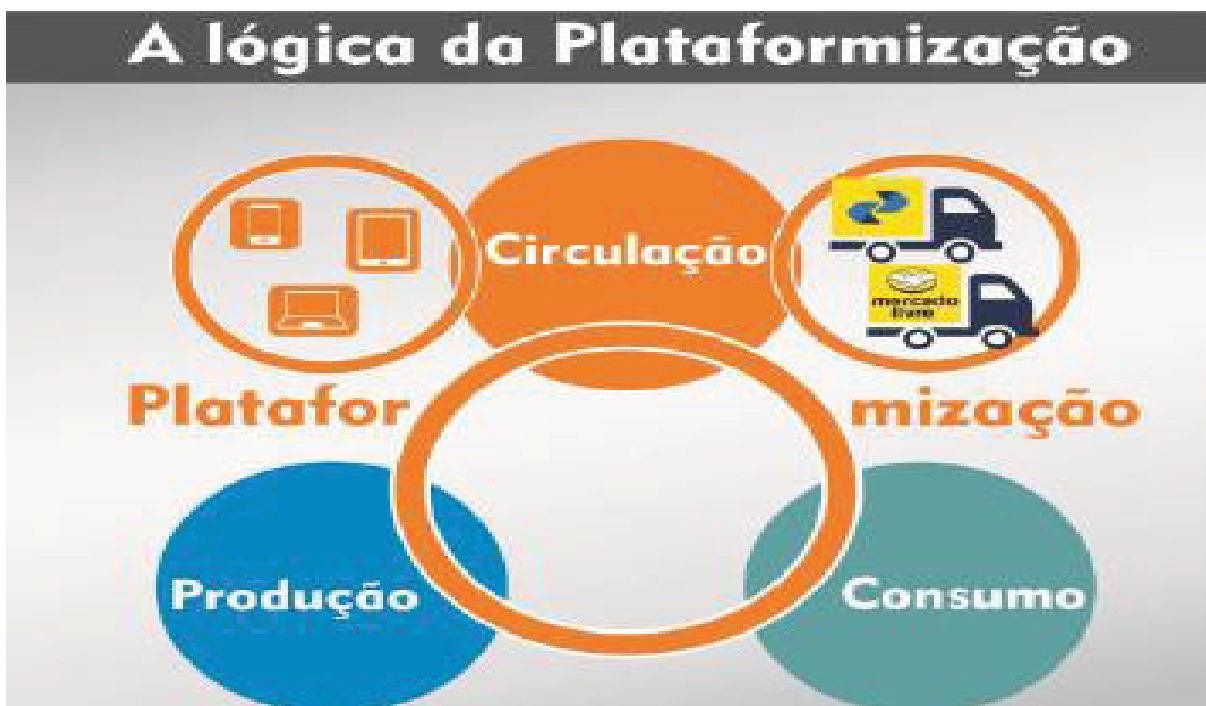 A lógica da Plataformização
Circulação
mercado
livre
Platafor
mização
Produção
Consumo